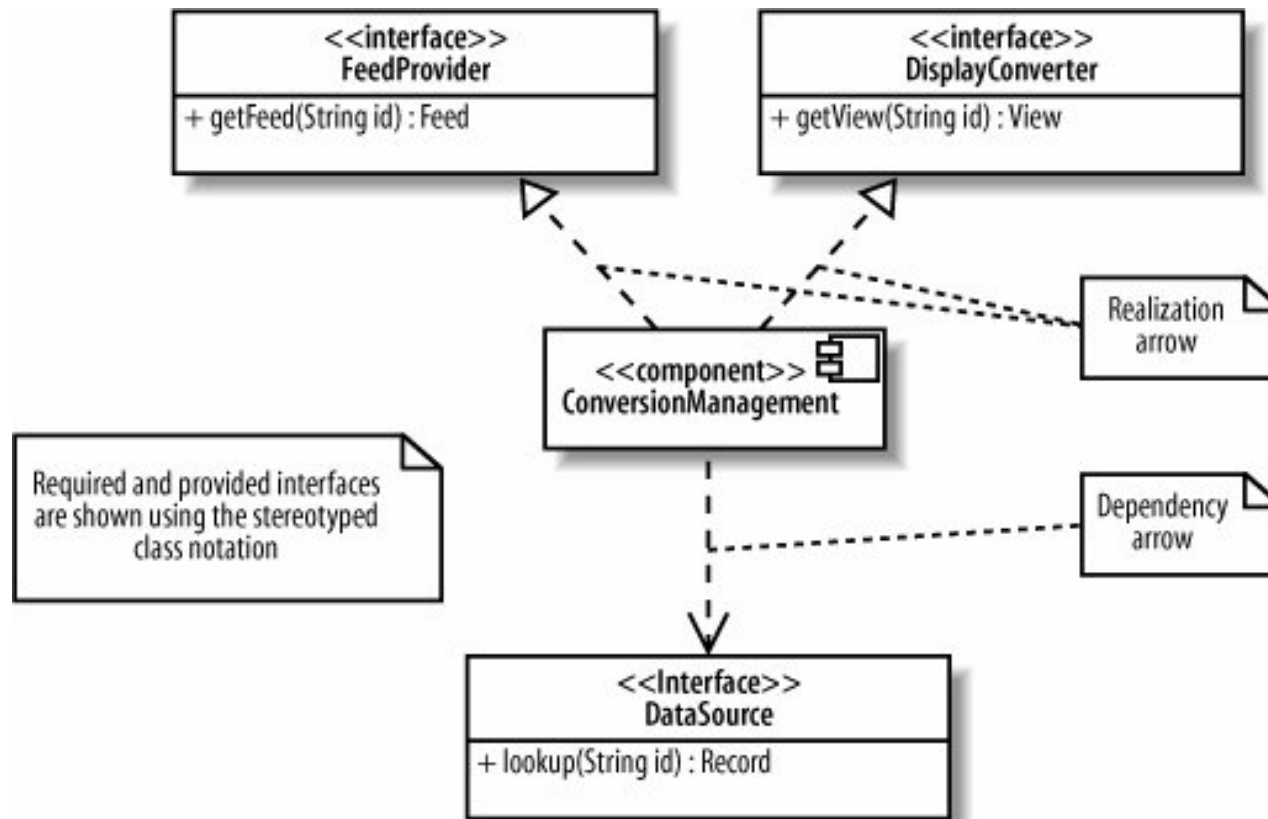 <<interface>>
FeedProvider
+ getFeed(String id) : Feed
<<interface>>
DisplayConverter
+ getView(String id) : View
Realization
arrow
<<component>>
ConversionManagement
Required and provided interfaces
are shown using the stereotyped
class notation
Dependency
arrow
<<Interface>>
DataSource
+ lookup(String id) : Record